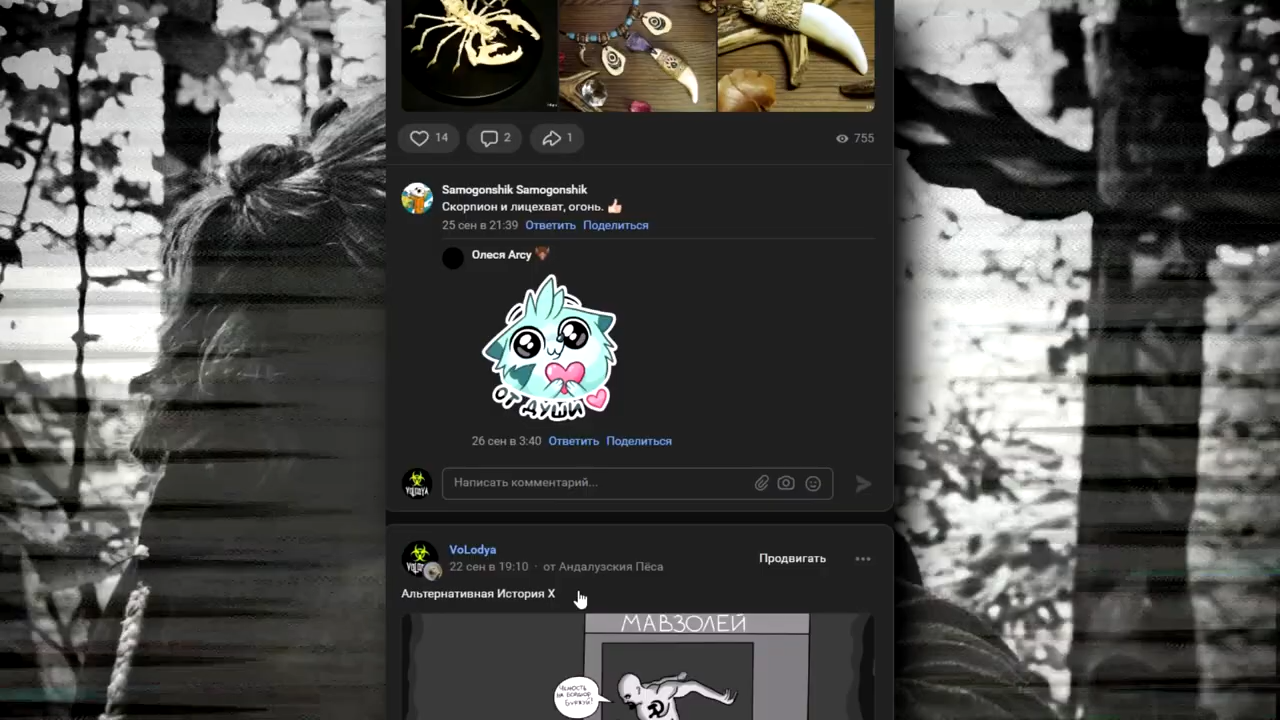 14 2 1 755
Samogonshik Samogonshik
Скорпион и лицехват, огонь.
25 сен в 21:39 Ответить Поделиться
Олеся Arcy
ОТ ДУШИ
26 сен в 3:40 Ответить Поделиться
VOLODYA
Написать комментарий...
VoLodya
22 сен в 19:10 · от Андалузския Пёса
Продвигать
Альтернативная История X
МАВЗОЛЕЙ